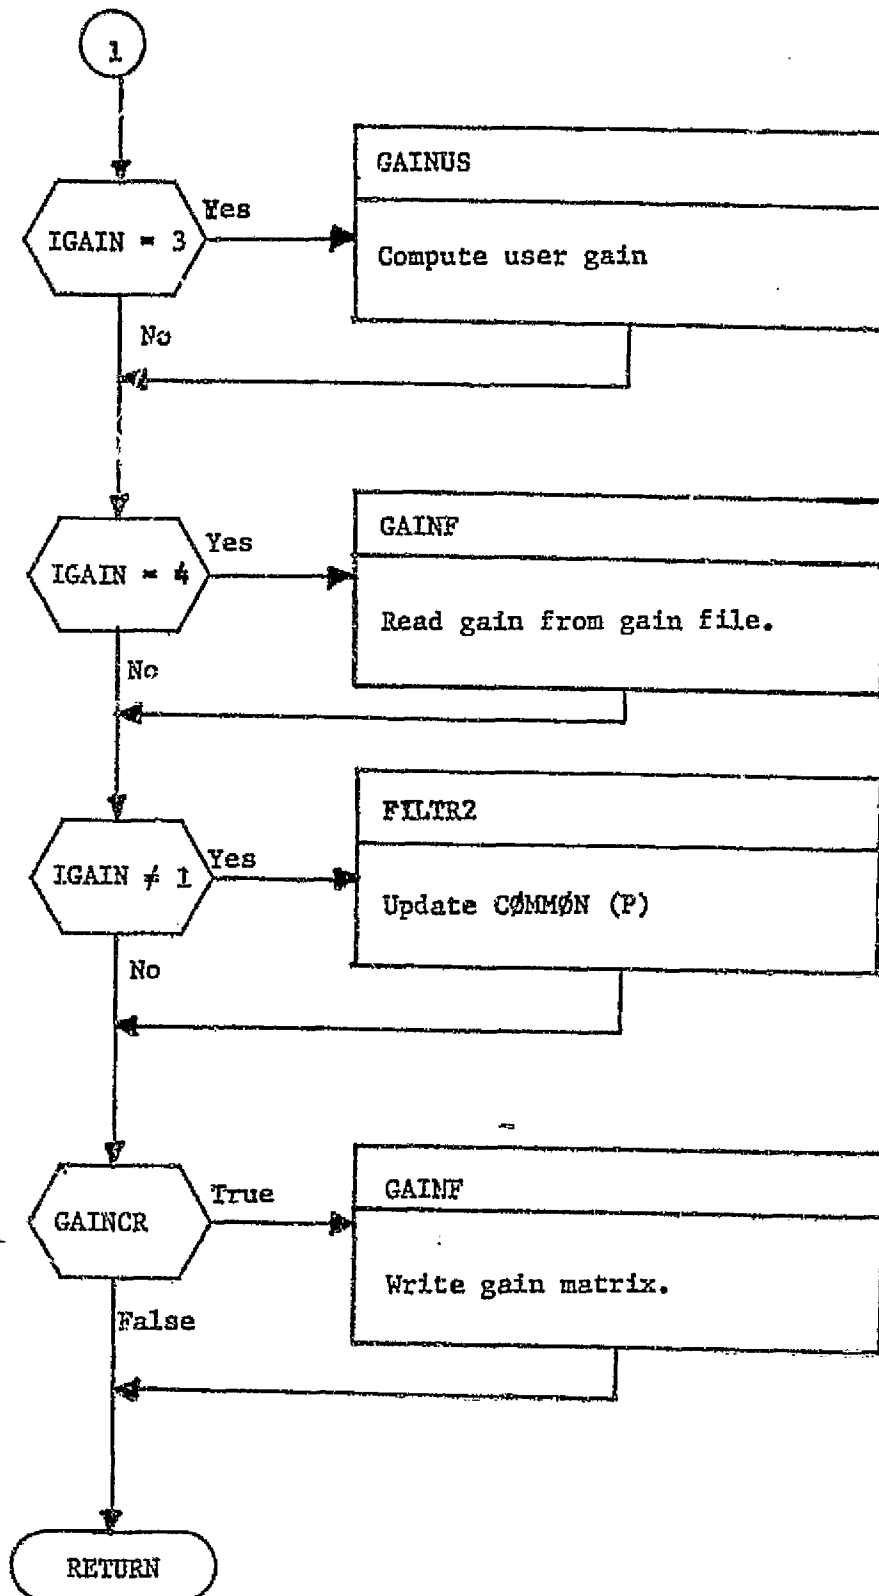 1
IGAIN = 3
Yes
GAINUS
Compute user gain
No
IGAIN = 4
Yes
GAINF
Read gain from gain file.
No
IGAIN ≠ 1
Yes
FILTR2
Update CØMMØN (P)
No
GAINCR
True
GAINF
Write gain matrix.
False
RETURN